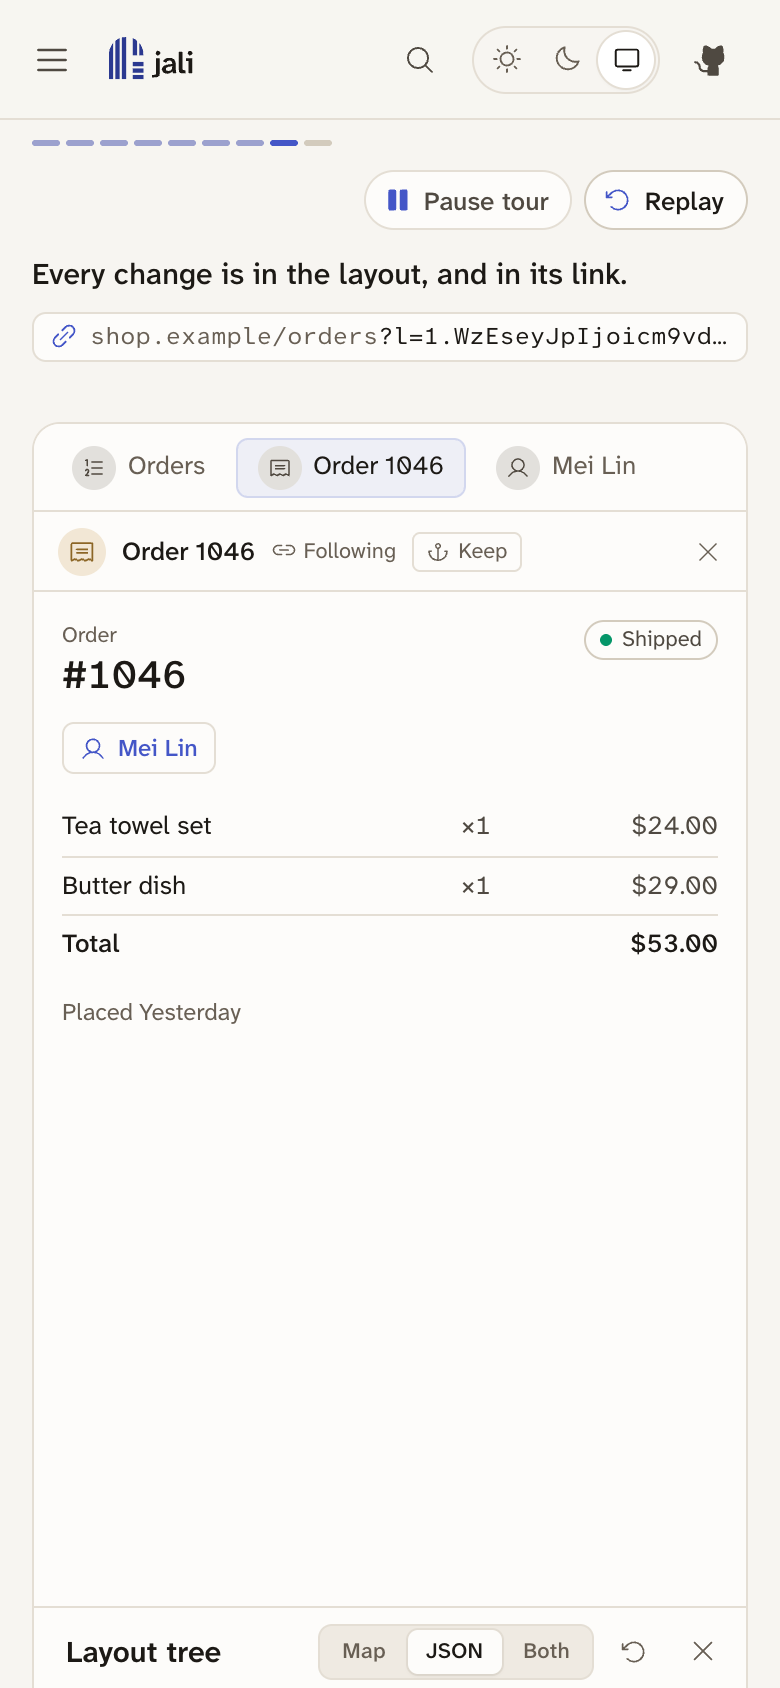 jali
Pause tour
Replay
Every change is in the layout, and in its link.
shop.example/orders?l=1.WzEseyJpIjoicm9vd…
Orders
Order 1046
Mei Lin
Order 1046
Following
Keep
Order
Shipped
#1046
Mei Lin
Tea towel set ×1 $24.00
Butter dish ×1 $29.00
Total $53.00
Placed Yesterday
Layout tree
Map
JSON
Both